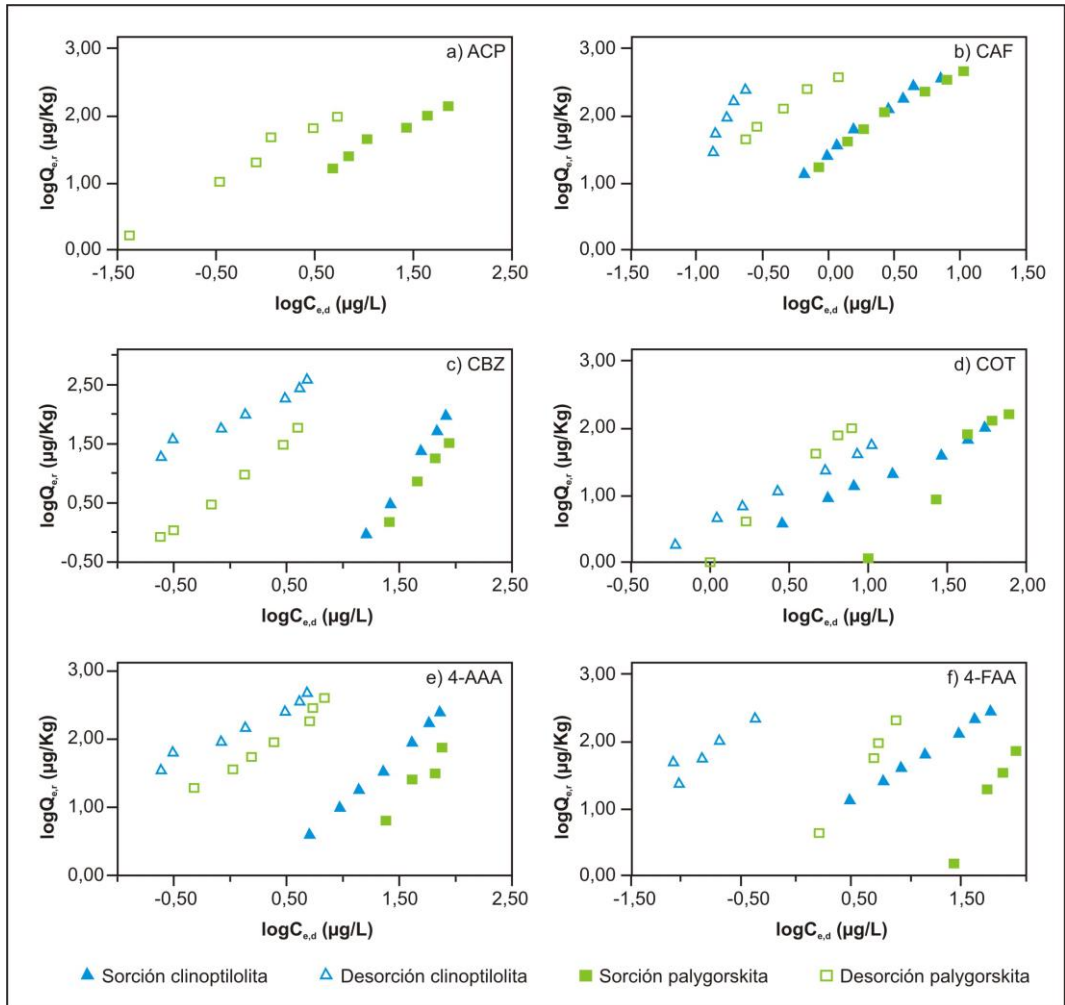 a) ACP
3,00
2,00
1,00
0,00
logQe,r (µg/Kg)
-1,50 -0,50 0,50 1,50 2,50
logCe,d (µg/L)
b) CAF
3,00
2,00
1,00
0,00
logQe,r (µg/Kg)
-1,50 -1,00 -0,50 0,00 0,50 1,00 1,50
logCe,d (µg/L)
c) CBZ
2,50
1,50
0,50
-0,50
logQe,r (µg/Kg)
-0,50 0,50 1,50 2,50
logCe,d (µg/L)
d) COT
3,00
2,00
1,00
0,00
logQe,r (µg/Kg)
-0,50 0,00 0,50 1,00 1,50 2,00
logCe,d (µg/L)
e) 4-AAA
3,00
2,00
1,00
0,00
logQe,r (µg/Kg)
-0,50 0,50 1,50 2,50
logCe,d (µg/L)
f) 4-FAA
3,00
2,00
1,00
0,00
logQe,r (µg/Kg)
-1,50 -0,50 0,50 1,50
logCe,d (µg/L)
Sorción clinoptilolita Desorción clinoptilolita Sorción palygorskita Desorción palygorskita